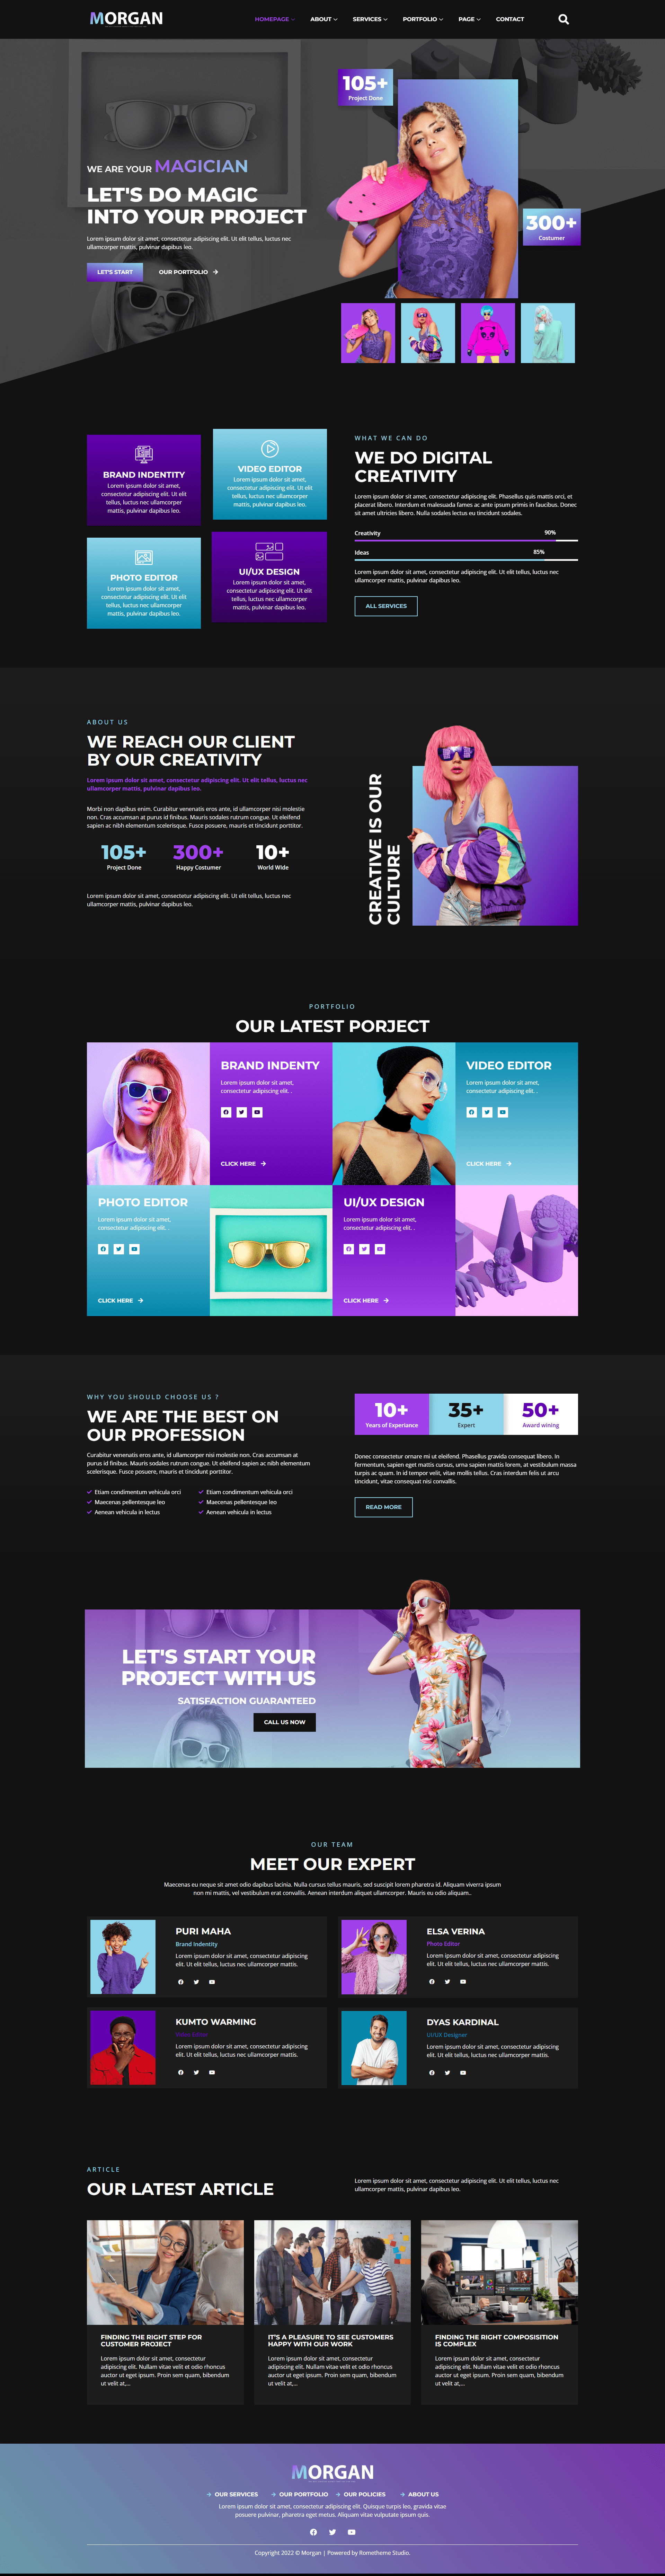 MORGAN
HOMEPAGE ABOUT SERVICES PORTFOLIO PAGE CONTACT
105+
Project Done
WE ARE YOUR MAGICIAN
LET'S DO MAGIC
INTO YOUR PROJECT
Lorem ipsum dolor sit amet, consectetur adipiscing elit. Ut elit tellus, luctus nec
ullamcorper mattis, pulvinar dapibus leo.
LET'S START OUR PORTFOLIO
300+
Costumer
BRAND INDENTITY
Lorem ipsum dolor sit amet,
consectetur adipiscing elit. Ut elit
tellus, luctus nec ullamcorper
mattis, pulvinar dapibus leo.
VIDEO EDITOR
Lorem ipsum dolor sit amet,
consectetur adipiscing elit. Ut elit
tellus, luctus nec ullamcorper
mattis, pulvinar dapibus leo.
PHOTO EDITOR
Lorem ipsum dolor sit amet,
consectetur adipiscing elit. Ut elit
tellus, luctus nec ullamcorper
mattis, pulvinar dapibus leo.
UI/UX DESIGN
Lorem ipsum dolor sit amet,
consectetur adipiscing elit. Ut elit
tellus, luctus nec ullamcorper
mattis, pulvinar dapibus leo.
WHAT WE CAN DO
WE DO DIGITAL
CREATIVITY
Lorem ipsum dolor sit amet, consectetur adipiscing elit. Phasellus quis mattis orci, et
placerat libero. Interdum et malesuada fames ac ante ipsum primis in faucibus. Donec
sit amet ultricies libero. Nulla sodales lectus eu tincidunt sodales.
Creativity 90%
Ideas 85%
Lorem ipsum dolor sit amet, consectetur adipiscing elit. Ut elit tellus, luctus nec
ullamcorper mattis, pulvinar dapibus leo.
ALL SERVICES
ABOUT US
WE REACH OUR CLIENT
BY OUR CREATIVITY
Lorem ipsum dolor sit amet, consectetur adipiscing elit. Ut elit tellus, luctus nec
ullamcorper mattis, pulvinar dapibus leo.
Morbi non dapibus enim. Curabitur venenatis eros ante, id ullamcorper nisi molestie
non. Cras accumsan at purus id finibus. Mauris sodales rutrum congue. Ut eleifend
sapien ac nibh elementum scelerisque. Fusce posuere, mauris et tincidunt porttitor.
105+ 300+ 10+
Project Done Happy Costumer World Wide
Lorem ipsum dolor sit amet, consectetur adipiscing elit. Ut elit tellus, luctus nec
ullamcorper mattis, pulvinar dapibus leo.
CREATIVE IS OUR
CULTURE
PORTFOLIO
OUR LATEST PORJECT
BRAND INDENTY
Lorem ipsum dolor sit amet,
consectetur adipiscing elit. .
CLICK HERE
VIDEO EDITOR
Lorem ipsum dolor sit amet,
consectetur adipiscing elit. .
CLICK HERE
PHOTO EDITOR
Lorem ipsum dolor sit amet,
consectetur adipiscing elit. .
CLICK HERE
UI/UX DESIGN
Lorem ipsum dolor sit amet,
consectetur adipiscing elit. .
CLICK HERE
WHY YOU SHOULD CHOOSE US ?
WE ARE THE BEST ON
OUR PROFESSION
Curabitur venenatis eros ante, id ullamcorper nisi molestie non. Cras accumsan at
purus id finibus. Mauris sodales rutrum congue. Ut eleifend sapien ac nibh elementum
scelerisque. Fusce posuere, mauris et tincidunt porttitor.
Etiam condimentum vehicula orci Etiam condimentum vehicula orci
Maecenas pellentesque leo Maecenas pellentesque leo
Aenean vehicula in lectus Aenean vehicula in lectus
10+ 35+ 50+
Years of Experiance Expert Award wining
Donec consectetur ornare mi ut eleifend. Phasellus gravida consequat libero. In
fermentum, sapien eget mattis cursus, urna sapien mattis lorem, at vestibulum massa
turpis ac quam. In id tempor velit, vitae mollis tellus. Cras interdum felis ut arcu
tincidunt, vitae consequat nisi convallis.
READ MORE
LET'S START YOUR
PROJECT WITH US
SATISFACTION GUARANTEED
CALL US NOW
OUR TEAM
MEET OUR EXPERT
Maecenas eu neque sit amet odio dapibus lacinia. Nulla cursus tellus mauris, sed suscipit lorem pharetra id. Aliquam viverra ipsum
non mi mattis, vel vestibulum erat convallis. Aenean interdum aliquet ullamcorper. Mauris eu odio aliquam..
PURI MAHA
Brand Indentity
Lorem ipsum dolor sit amet, consectetur adipiscing
elit. Ut elit tellus, luctus nec ullamcorper mattis.
ELSA VERINA
Photo Editor
Lorem ipsum dolor sit amet, consectetur adipiscing
elit. Ut elit tellus, luctus nec ullamcorper mattis.
KUMTO WARMING
Video Editor
Lorem ipsum dolor sit amet, consectetur adipiscing
elit. Ut elit tellus, luctus nec ullamcorper mattis.
DYAS KARDINAL
UI/UX Designer
Lorem ipsum dolor sit amet, consectetur adipiscing
elit. Ut elit tellus, luctus nec ullamcorper mattis.
ARTICLE
OUR LATEST ARTICLE
Lorem ipsum dolor sit amet, consectetur adipiscing elit. Ut elit tellus, luctus nec
ullamcorper mattis, pulvinar dapibus leo.
FINDING THE RIGHT STEP FOR
CUSTOMER PROJECT
Lorem ipsum dolor sit amet, consectetur
adipiscing elit. Nullam vitae velit et odio rhoncus
auctor ut eget ipsum. Proin sem quam, bibendum
ut velit at,...
IT'S A PLEASURE TO SEE CUSTOMERS
HAPPY WITH OUR WORK
Lorem ipsum dolor sit amet, consectetur
adipiscing elit. Nullam vitae velit et odio rhoncus
auctor ut eget ipsum. Proin sem quam, bibendum
ut velit at,...
FINDING THE RIGHT COMPOSISITION
IS COMPLEX
Lorem ipsum dolor sit amet, consectetur
adipiscing elit. Nullam vitae velit et odio rhoncus
auctor ut eget ipsum. Proin sem quam, bibendum
ut velit at,...
MORGAN
OUR SERVICES OUR PORTFOLIO OUR POLICIES ABOUT US
Lorem ipsum dolor sit amet, consectetur adipiscing elit. Quisque turpis leo, gravida vitae
posuere pulvinar, pharetra eget metus. Aliquam vitae vulputate ipsum quis.
Copyright 2022 © Morgan | Powered by Rometheme Studio.